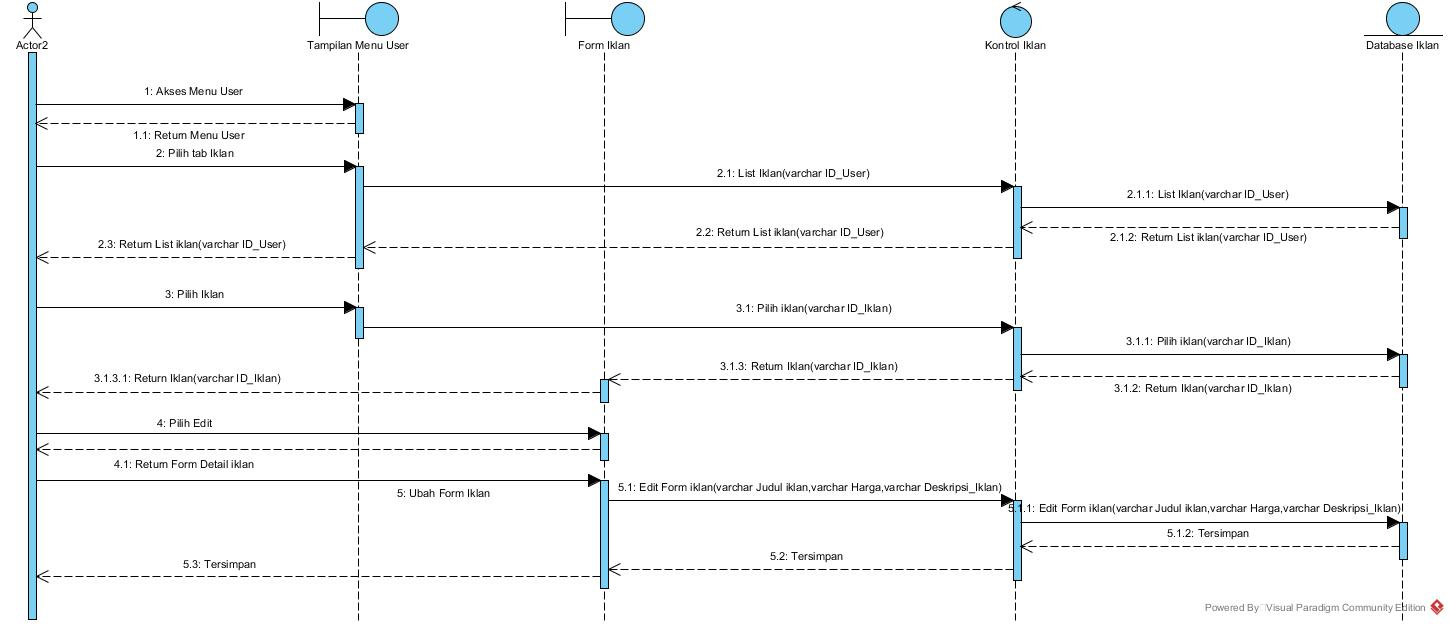 Actor2
Tampilan Menu User
Form Iklan
Kontrol Iklan
Database Iklan
1: Akses Menu User
1.1: Return Menu User
2: Pilih tab Iklan
2.1: List Iklan(varchar ID_User)
2.1.1: List Iklan(varchar ID_User)
2.2: Return List iklan(varchar ID_User)
2.1.2: Return List iklan(varchar ID_User)
2.3: Return List iklan(varchar ID_User)
3: Pilih Iklan
3.1: Pilih iklan(varchar ID_Iklan)
3.1.1: Pilih iklan(varchar ID_Iklan)
3.1.3: Return Iklan(varchar ID_Iklan)
3.1.3.1: Return Iklan(varchar ID_Iklan)
3.1.2: Return Iklan(varchar ID_Iklan)
4: Pilih Edit
4.1: Return Form Detail iklan
5: Ubah Form Iklan
5.1: Edit Form iklan(varchar Judul iklan,varchar Harga,varchar Deskripsi_Iklan)
5.1.1: Edit Form iklan(varchar Judul iklan,varchar Harga,varchar Deskripsi_Iklan)
5.1.2: Tersimpan
5.2: Tersimpan
5.3: Tersimpan
Powered By Visual Paradigm Community Edition